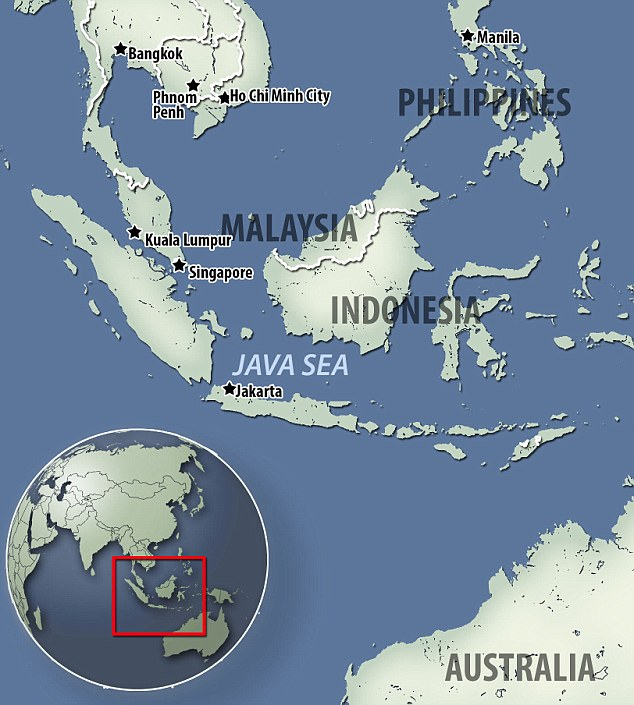 Manila
Bangkok
Phnom
Penh
Ho Chi Minh City
PHILIPPINES
MALAYSIA
Kuala Lumpur
Singapore
INDONESIA
JAVA SEA
Jakarta
AUSTRALIA